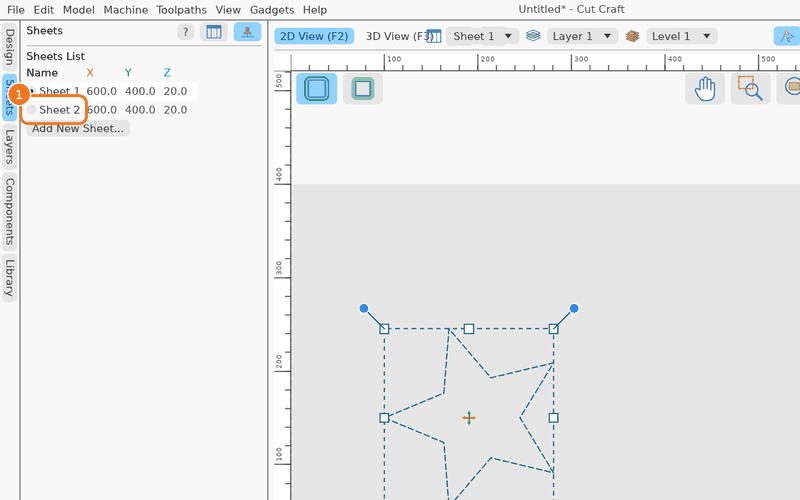 File Edit Model Machine Toolpaths View Gadgets Help
Untitled* - Cut Craft
Design
Sheets
Layers
Components
Library
Sheets
?
Sheets List
Name X Y Z
Sheet 1 600.0 400.0 20.0
1
Sheet 2 600.0 400.0 20.0
Add New Sheet...
2D View (F2) 3D View (F3) Sheet 1 Layer 1 Level 1
100 200 300 400 500
500
400
300
200
100